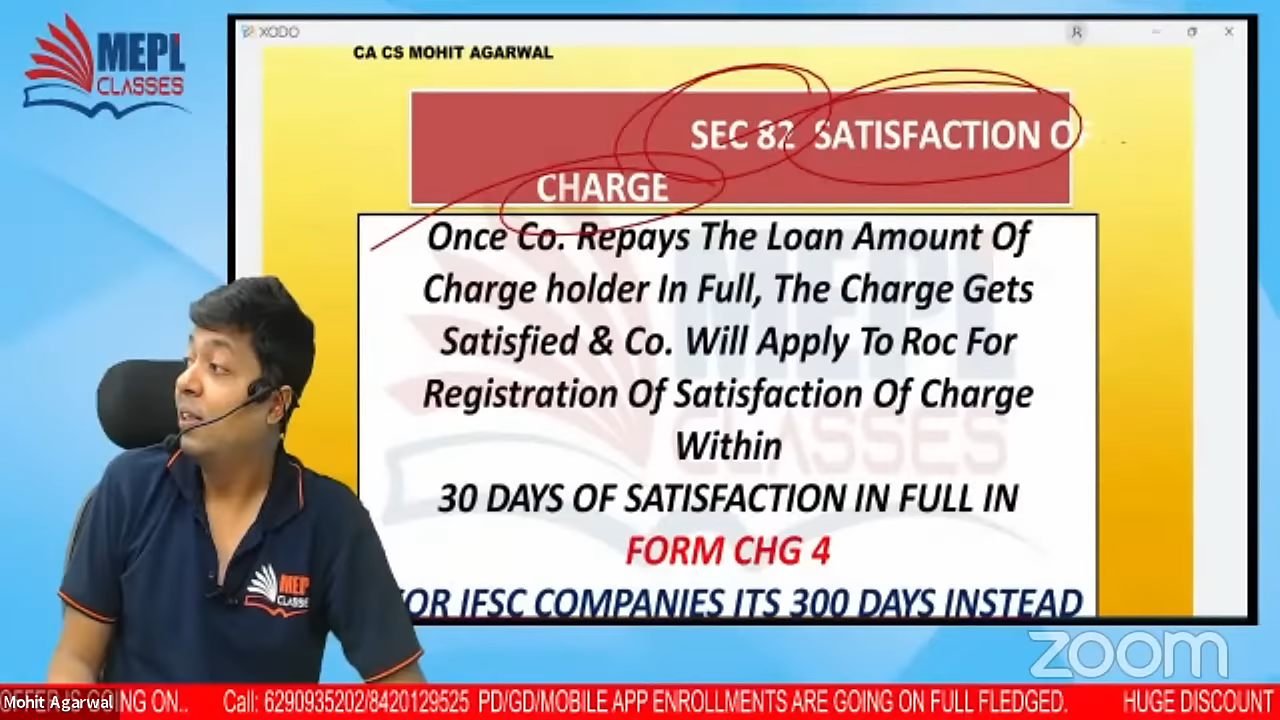 MEPL
CLASSES
XODO
CA CS MOHIT AGARWAL
SEC 82 SATISFACTION OF
CHARGE
Once Co. Repays The Loan Amount Of
Charge holder In Full, The Charge Gets
Satisfied & Co. Will Apply To Roc For
Registration Of Satisfaction Of Charge
Within
30 DAYS OF SATISFACTION IN FULL IN
FORM CHG 4
OR IFSC COMPANIES ITS 300 DAYS INSTEAD
MEPL
CLASSES
zoom
Mohit Agarwal
OFFER IS GOING ON.. Call: 6290935202/8420129525 PD/GD/MOBILE APP ENROLLMENTS ARE GOING ON FULL FLEDGED. HUGE DISCOUNT